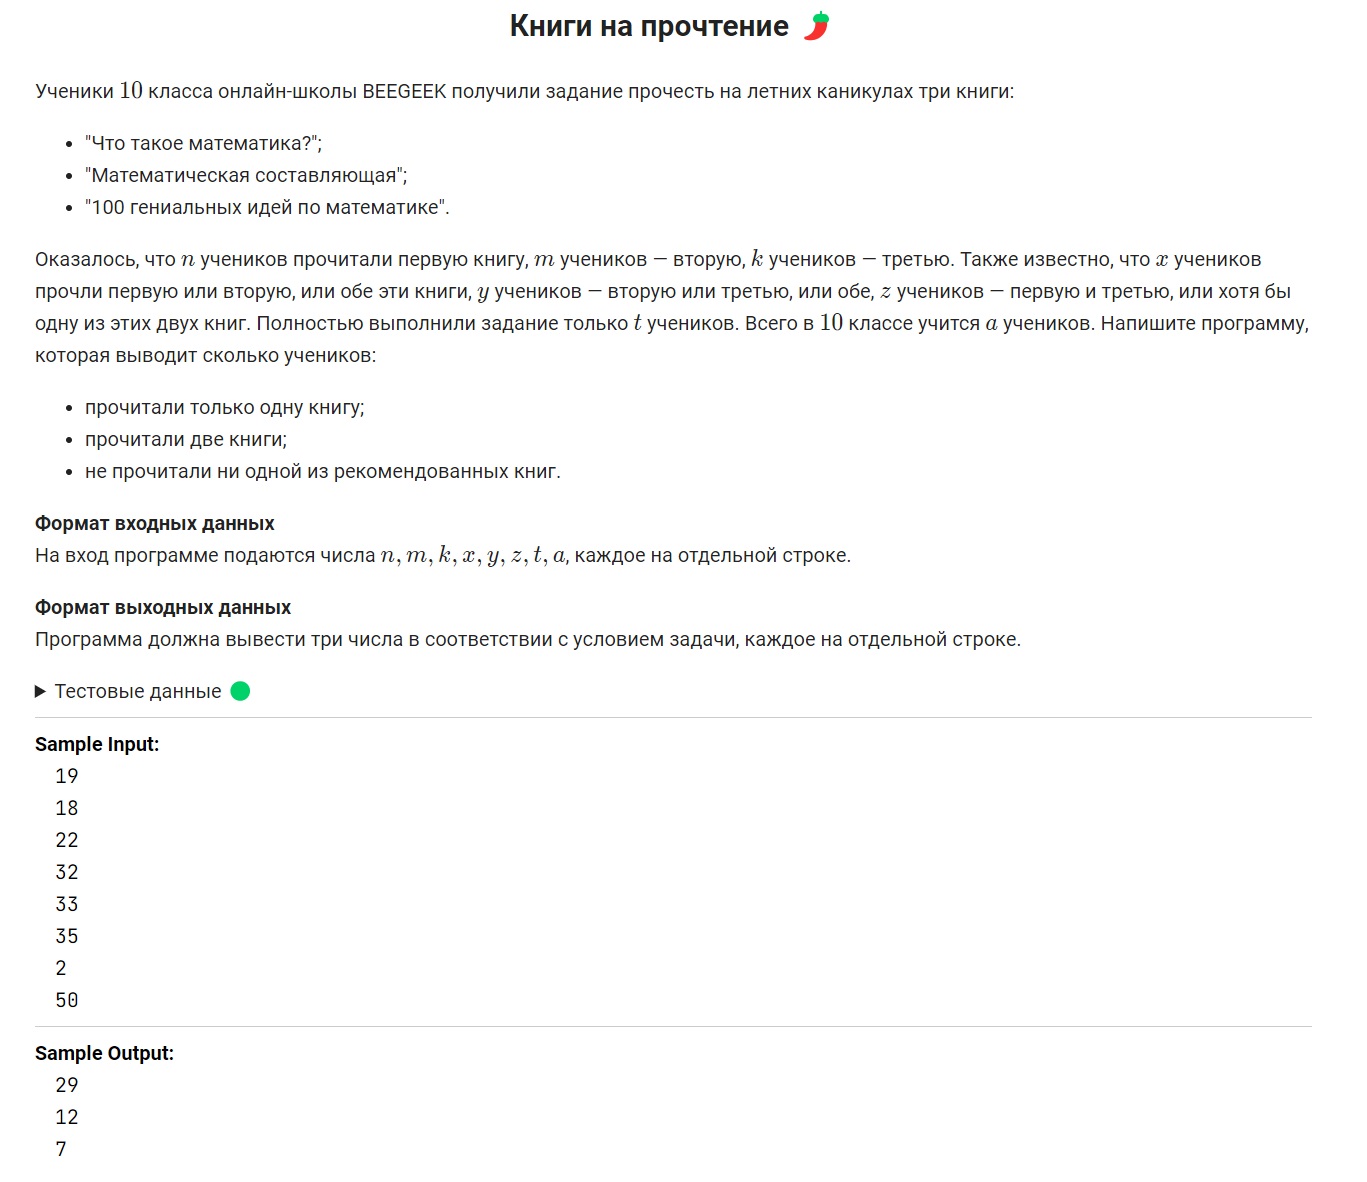 Книги на прочтение
Ученики 10 класса онлайн-школы BEEGEEK получили задание прочесть на летних каникулах три книги:
• "Что такое математика?";
• "Математическая составляющая";
• "100 гениальных идей по математике".
Оказалось, что n учеников прочитали первую книгу, m учеников – вторую, k учеников – третью. Также известно, что x учеников
прочли первую или вторую, или обе эти книги, y учеников – вторую или третью, или обе, z учеников – первую и третью, или хотя бы
одну из этих двух книг. Полностью выполнили задание только t учеников. Всего в 10 классе учится a учеников. Напишите программу,
которая выводит сколько учеников:
• прочитали только одну книгу;
• прочитали две книги;
• не прочитали ни одной из рекомендованных книг.
Формат входных данных
На вход программе подаются числа n, m, k, x, y, z, t, a, каждое на отдельной строке.
Формат выходных данных
Программа должна вывести три числа в соответствии с условием задачи, каждое на отдельной строке.
▶ Тестовые данные
Sample Input:
19
18
22
32
33
35
2
50
Sample Output:
29
12
7